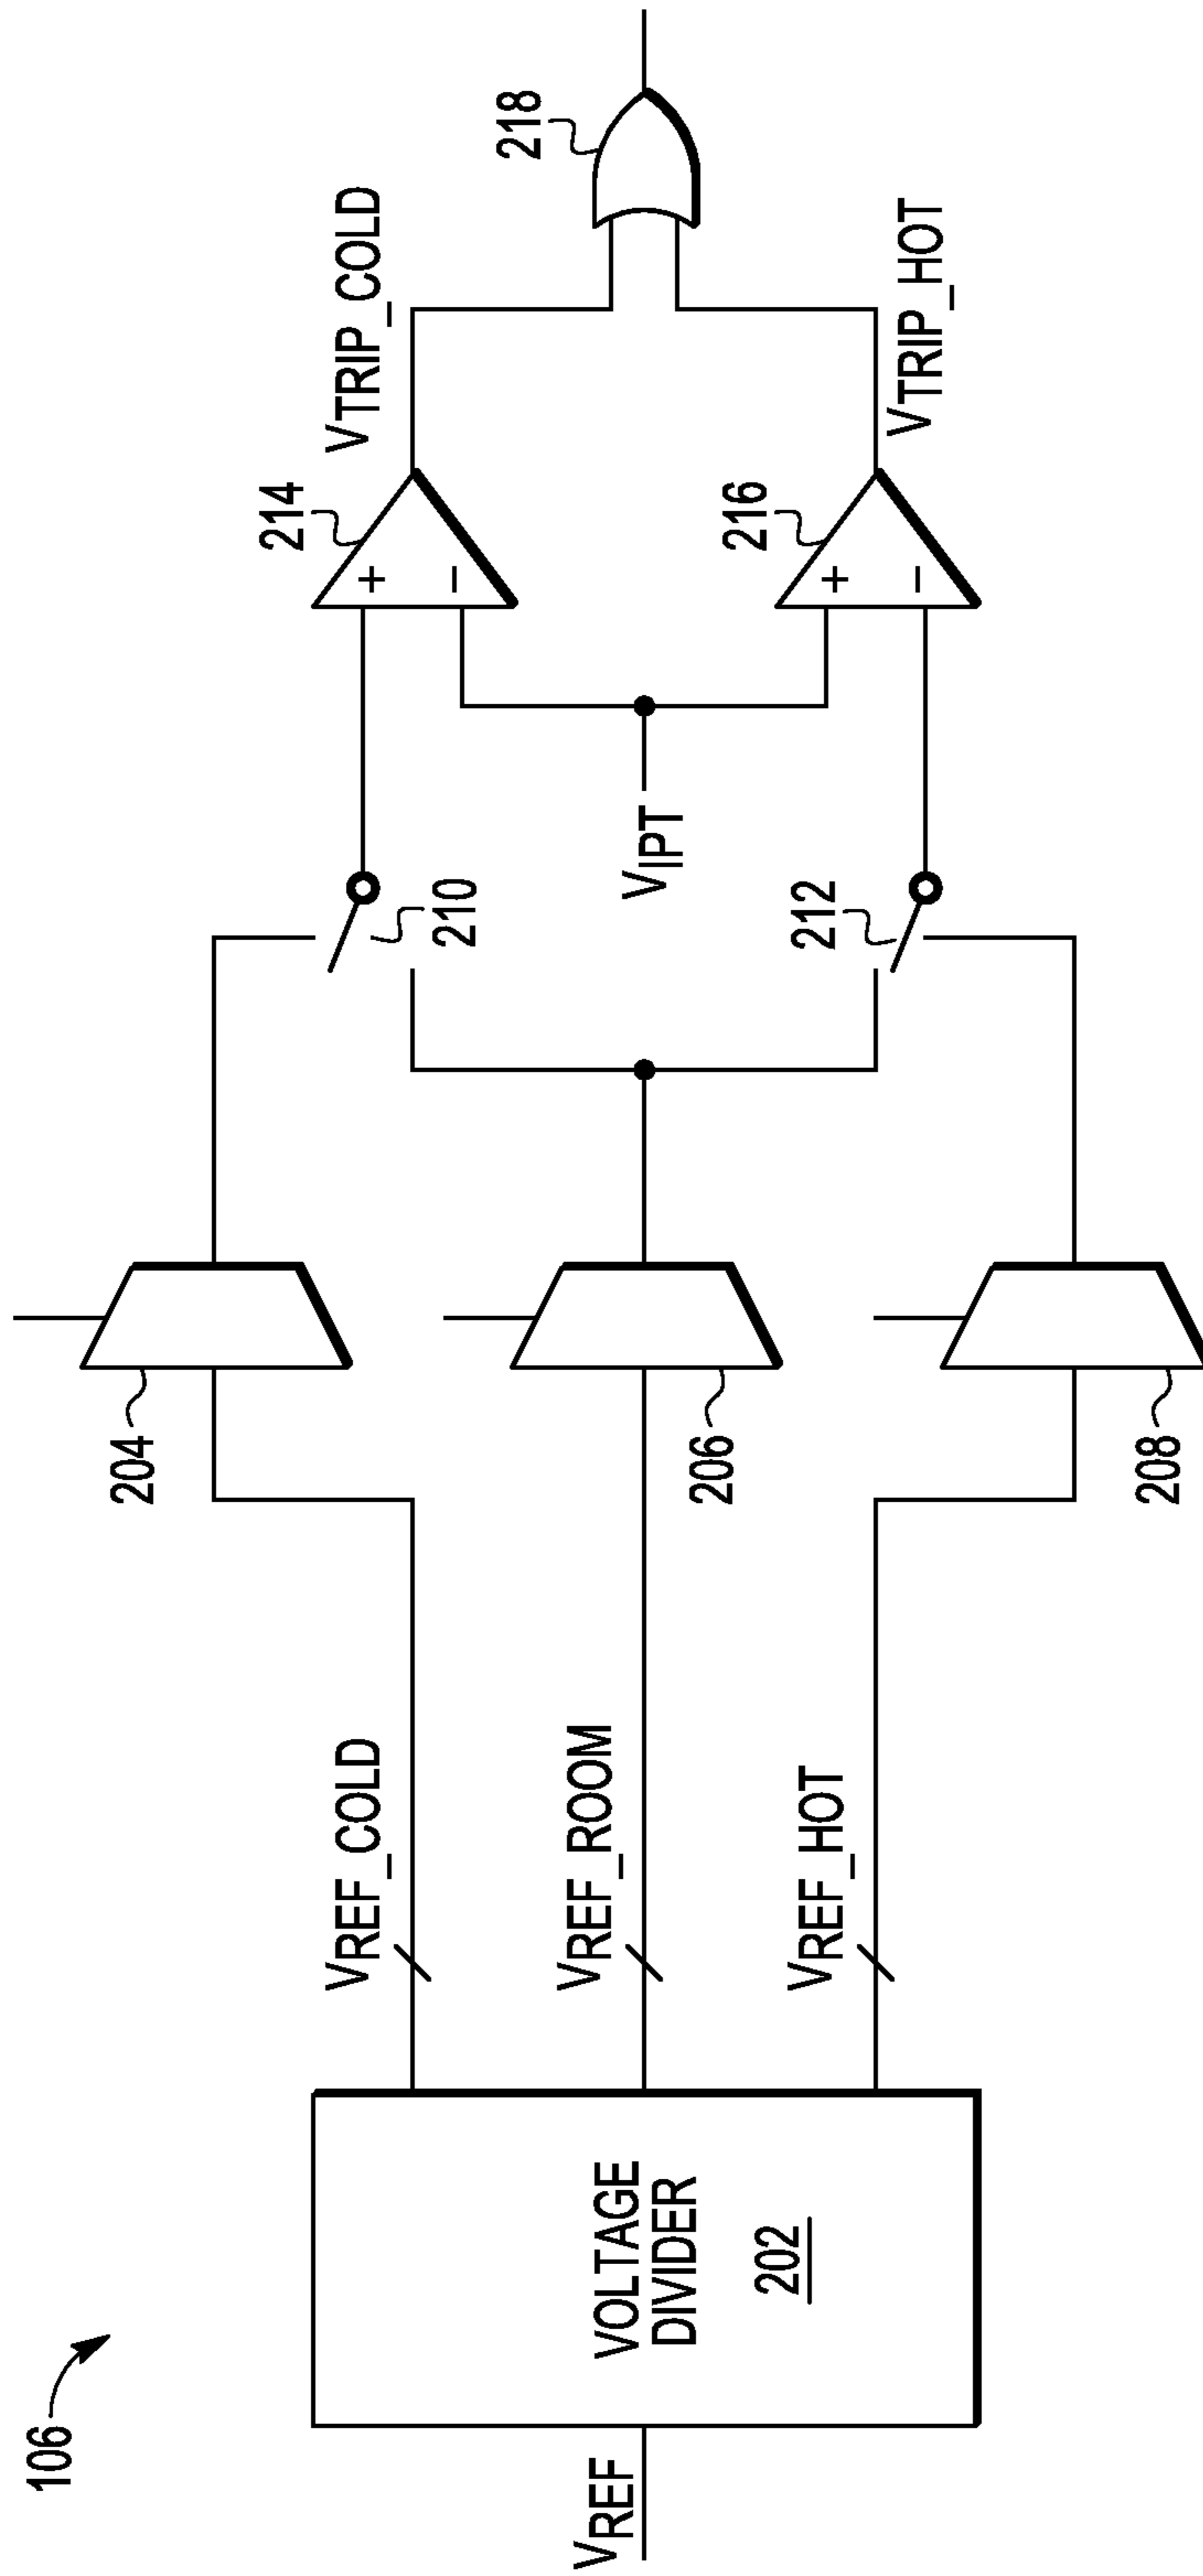 106
VREF
VOLTAGE
DIVIDER
202
VREF_COLD
VREF_ROOM
VREF_HOT
204
206
208
210
212
VIPT
214
+
−
216
+
−
VTRIP_COLD
VTRIP_HOT
218